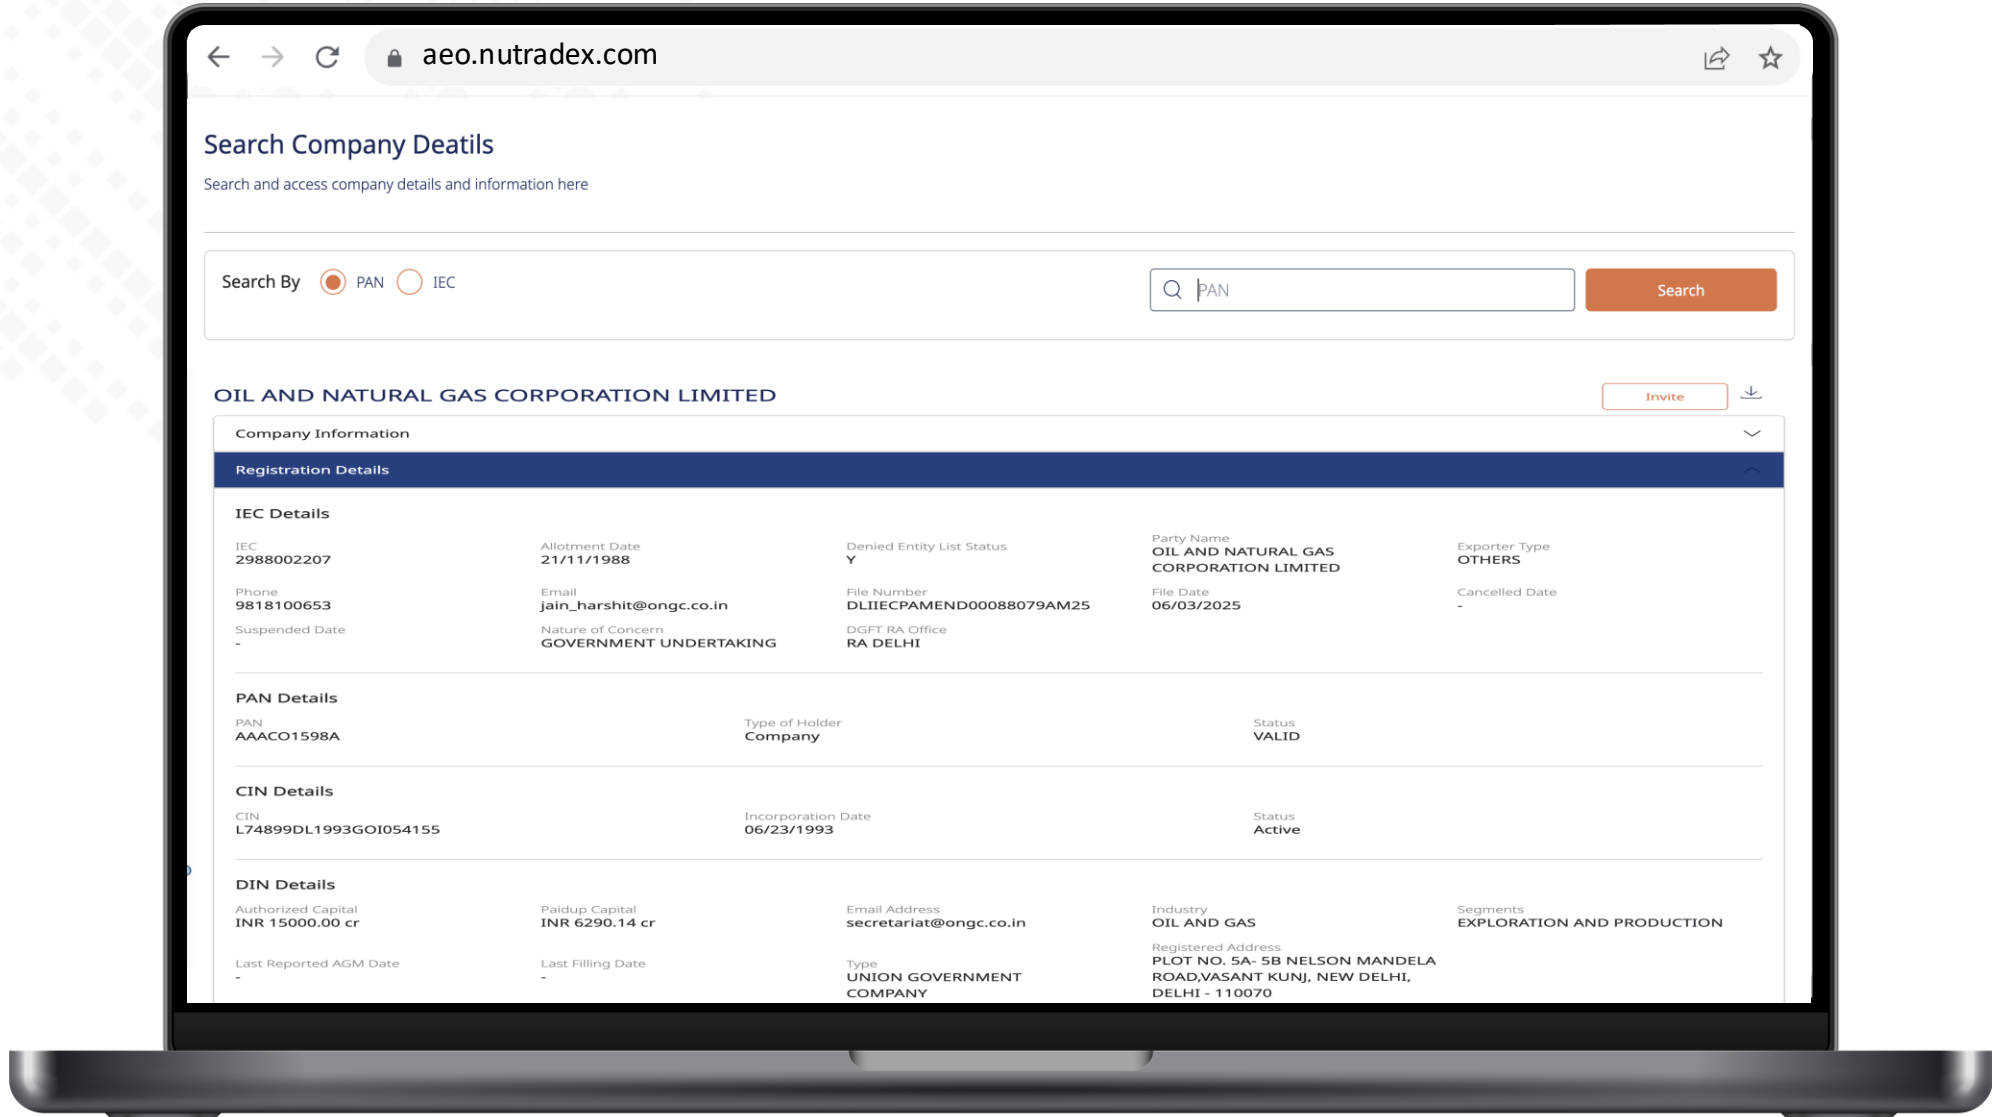 aeo.nutradex.com
Search Company Deatils
Search and access company details and information here
Search By PAN IEC
PAN
Search
OIL AND NATURAL GAS CORPORATION LIMITED
Invite
Company Information
Registration Details
IEC Details
IEC
2988002207
Allotment Date
21/11/1988
Denied Entity List Status
Y
Party Name
OIL AND NATURAL GAS
CORPORATION LIMITED
Exporter Type
OTHERS
Phone
9818100653
Email
jain_harshit@ongc.co.in
File Number
DLIIECPAMEND00088079AM25
File Date
06/03/2025
Cancelled Date
-
Suspended Date
-
Nature of Concern
GOVERNMENT UNDERTAKING
DGFT RA Office
RA DELHI
PAN Details
PAN
AAACO1598A
Type of Holder
Company
Status
VALID
CIN Details
CIN
L74899DL1993GOI054155
Incorporation Date
06/23/1993
Status
Active
DIN Details
Authorized Capital
INR 15000.00 cr
Paidup Capital
INR 6290.14 cr
Email Address
secretariat@ongc.co.in
Industry
OIL AND GAS
Segments
EXPLORATION AND PRODUCTION
Last Reported AGM Date
-
Last Filling Date
-
Type
UNION GOVERNMENT
COMPANY
Registered Address
PLOT NO. 5A- 5B NELSON MANDELA
ROAD,VASANT KUNJ, NEW DELHI,
DELHI - 110070